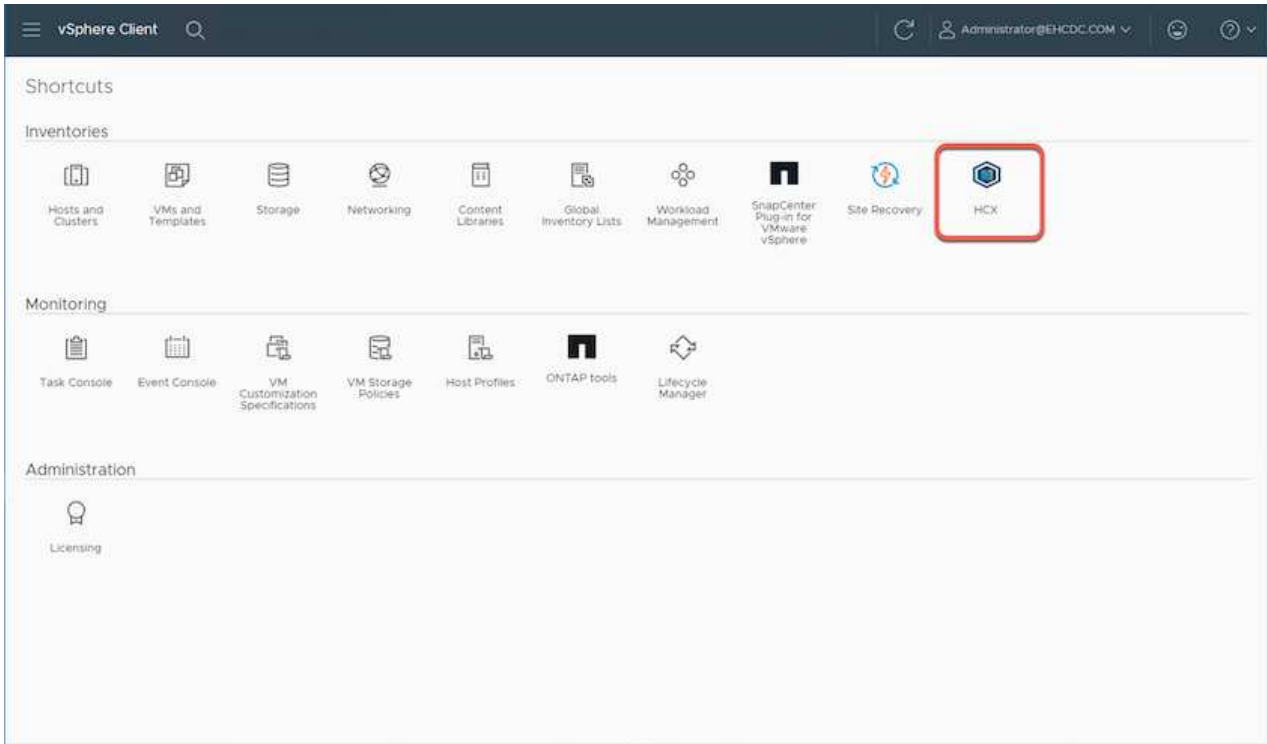 vSphere Client
Administrator@EHCDC.COM
Shortcuts
Inventories
Hosts and
Clusters
VMs and
Templates
Storage
Networking
Content
Libraries
Global
Inventory Lists
Workload
Management
SnapCenter
Plug-in for
VMware
vSphere
Site Recovery
HCX
Monitoring
Task Console
Event Console
VM
Customization
Specifications
VM Storage
Policies
Host Profiles
ONTAP tools
Lifecycle
Manager
Administration
Licensing